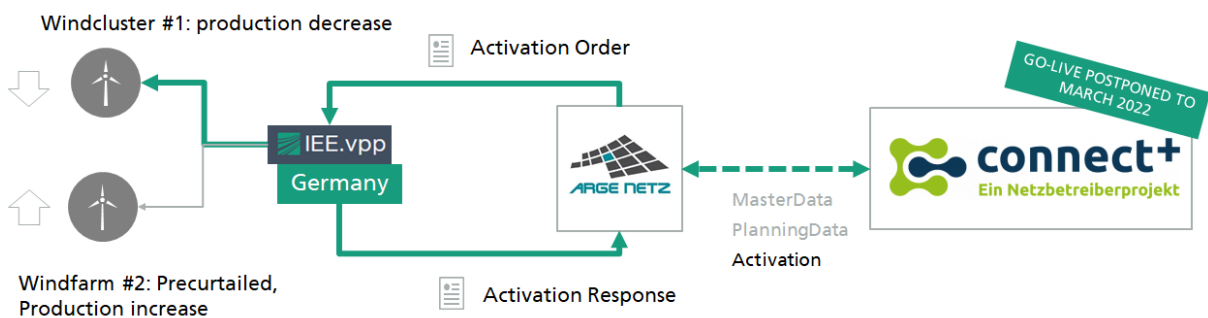 Windcluster #1: production decrease
Activation Order
GO-LIVE POSTPONED TO
MARCH 2022
IEE.vpp
Germany
ARGE NETZ
connect+
Ein Netzbetreiberprojekt
MasterData
PlanningData
Activation
Windfarm #2: Precurtailed,
Production increase
Activation Response